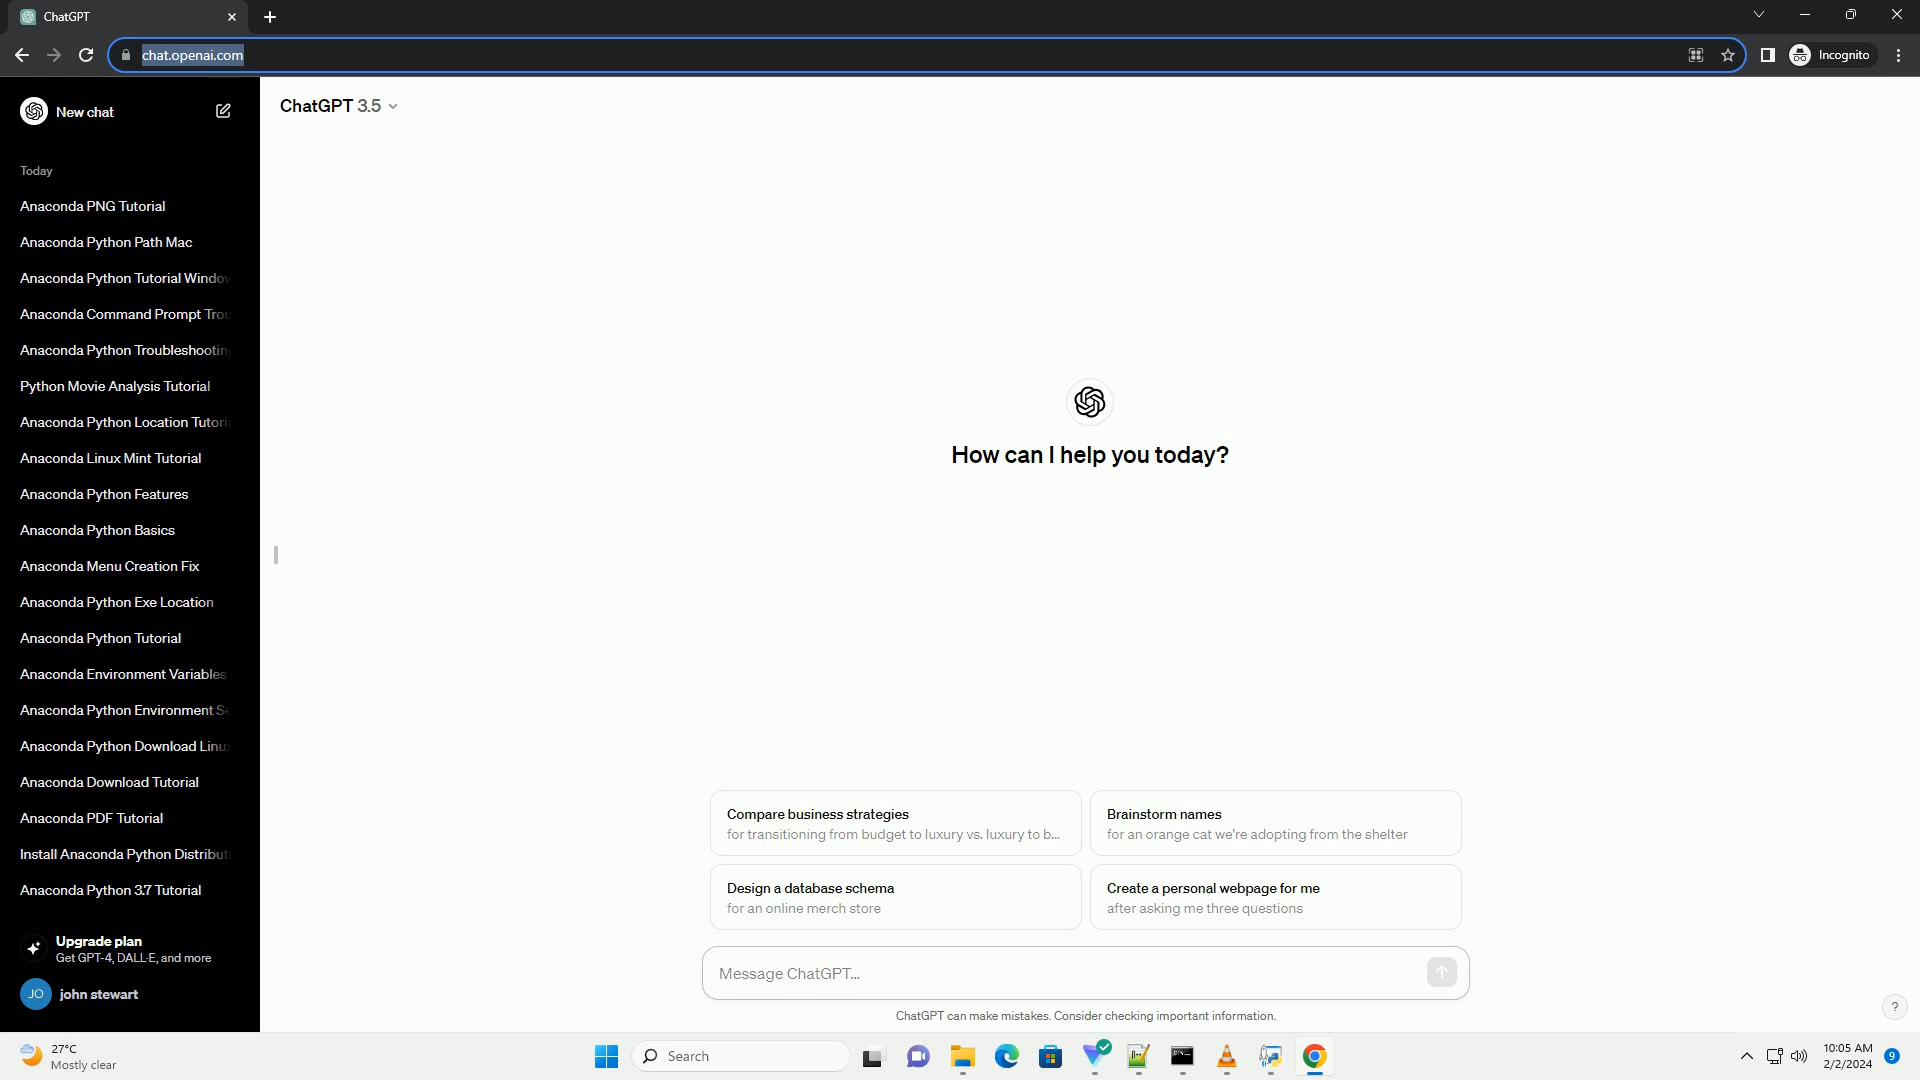 ChatGPT
chat.openai.com
Incognito
New chat
ChatGPT 3.5
Today
Anaconda PNG Tutorial
Anaconda Python Path Mac
Anaconda Python Tutorial Window
Anaconda Command Prompt Trou
Anaconda Python Troubleshootin
Python Movie Analysis Tutorial
Anaconda Python Location Tutori
Anaconda Linux Mint Tutorial
Anaconda Python Features
Anaconda Python Basics
Anaconda Menu Creation Fix
Anaconda Python Exe Location
Anaconda Python Tutorial
Anaconda Environment Variables
Anaconda Python Environment Se
Anaconda Python Download Linux
Anaconda Download Tutorial
Anaconda PDF Tutorial
Install Anaconda Python Distribut
Anaconda Python 3.7 Tutorial
Upgrade plan
Get GPT-4, DALL·E, and more
JO
john stewart
How can I help you today?
Compare business strategies
for transitioning from budget to luxury vs. luxury to b...
Brainstorm names
for an orange cat we're adopting from the shelter
Design a database schema
for an online merch store
Create a personal webpage for me
after asking me three questions
Message ChatGPT...
ChatGPT can make mistakes. Consider checking important information.
?
27°C
Mostly clear
Search
10:05 AM
2/2/2024
9